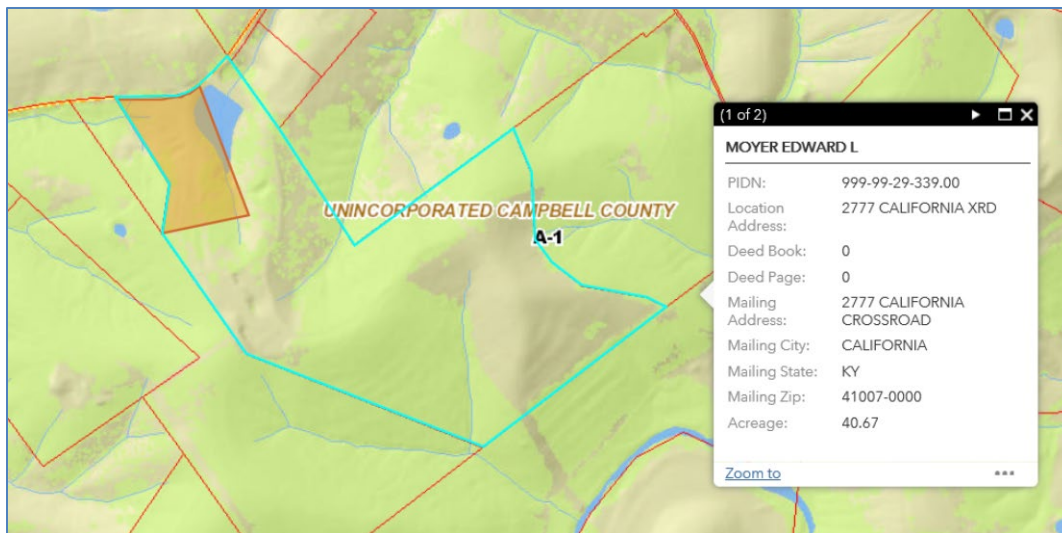 (1 of 2)
MOYER EDWARD L
PIDN: 999-99-29-339.00
Location Address: 2777 CALIFORNIA XRD
Deed Book: 0
Deed Page: 0
Mailing Address: 2777 CALIFORNIA CROSSROAD
Mailing City: CALIFORNIA
Mailing State: KY
Mailing Zip: 41007-0000
Acreage: 40.67
Zoom to
UNINCORPORATED CAMPBELL COUNTY
A-1